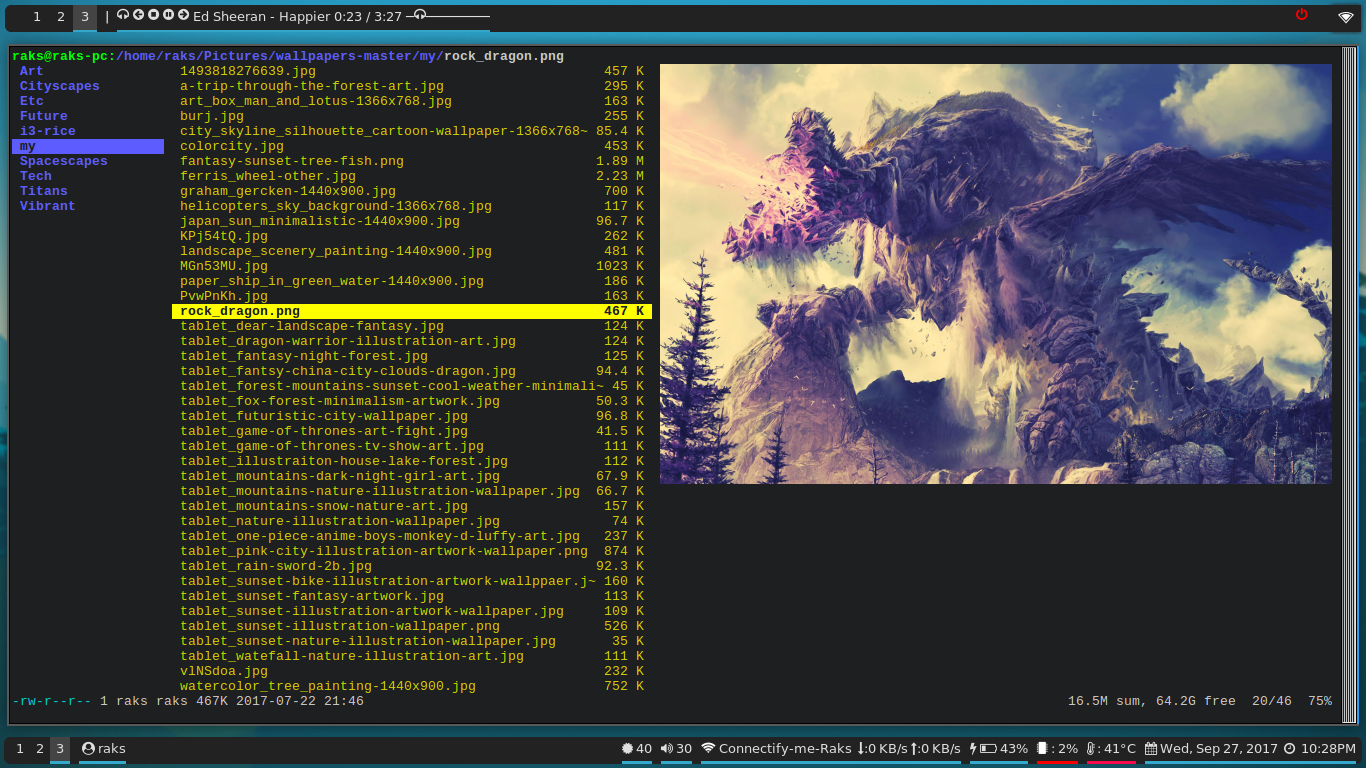 1 2 3 | Ed Sheeran - Happier 0:23 / 3:27
raks@raks-pc:/home/raks/Pictures/wallpapers-master/my/rock_dragon.png
Art 1493818276639.jpg 457 K
Cityscapes a-trip-through-the-forest-art.jpg 295 K
Etc art_box_man_and_lotus-1366x768.jpg 163 K
Future burj.jpg 255 K
i3-rice city_skyline_silhouette_cartoon-wallpaper-1366x768~ 85.4 K
my colorcity.jpg 453 K
Spacescapes fantasy-sunset-tree-fish.png 1.89 M
Tech ferris_wheel-other.jpg 2.23 M
Titans graham_gercken-1440x900.jpg 700 K
Vibrant helicopters_sky_background-1366x768.jpg 117 K
japan_sun_minimalistic-1440x900.jpg 96.7 K
KPj54tQ.jpg 262 K
landscape_scenery_painting-1440x900.jpg 481 K
MGn53MU.jpg 1023 K
paper_ship_in_green_water-1440x900.jpg 186 K
PvwPnKh.jpg 163 K
rock_dragon.png 467 K
tablet_dear-landscape-fantasy.jpg 124 K
tablet_dragon-warrior-illustration-art.jpg 124 K
tablet_fantasy-night-forest.jpg 125 K
tablet_fantsy-china-city-clouds-dragon.jpg 94.4 K
tablet_forest-mountains-sunset-cool-weather-minimali~ 45 K
tablet_fox-forest-minimalism-artwork.jpg 50.3 K
tablet_futuristic-city-wallpaper.jpg 96.8 K
tablet_game-of-thrones-art-fight.jpg 41.5 K
tablet_game-of-thrones-tv-show-art.jpg 111 K
tablet_illustraiton-house-lake-forest.jpg 112 K
tablet_mountains-dark-night-girl-art.jpg 67.9 K
tablet_mountains-nature-illustration-wallpaper.jpg 66.7 K
tablet_mountains-snow-nature-art.jpg 157 K
tablet_nature-illustration-wallpaper.jpg 74 K
tablet_one-piece-anime-boys-monkey-d-luffy-art.jpg 237 K
tablet_pink-city-illustration-artwork-wallpaper.png 874 K
tablet_rain-sword-2b.jpg 92.3 K
tablet_sunset-bike-illustration-artwork-wallppaer.j~ 160 K
tablet_sunset-fantasy-artwork.jpg 113 K
tablet_sunset-illustration-artwork-wallpaper.jpg 109 K
tablet_sunset-illustration-wallpaper.png 526 K
tablet_sunset-nature-illustration-wallpaper.jpg 35 K
tablet_watefall-nature-illustration-art.jpg 111 K
vlNSdoa.jpg 232 K
watercolor_tree_painting-1440x900.jpg 752 K
-rw-r--r-- 1 raks raks 467K 2017-07-22 21:46 16.5M sum, 64.2G free 20/46 75%
1 2 3 raks 40 30 Connectify-me-Raks ↓:0 KB/s ↑:0 KB/s 43% : 2% : 41°C Wed, Sep 27, 2017 10:28PM